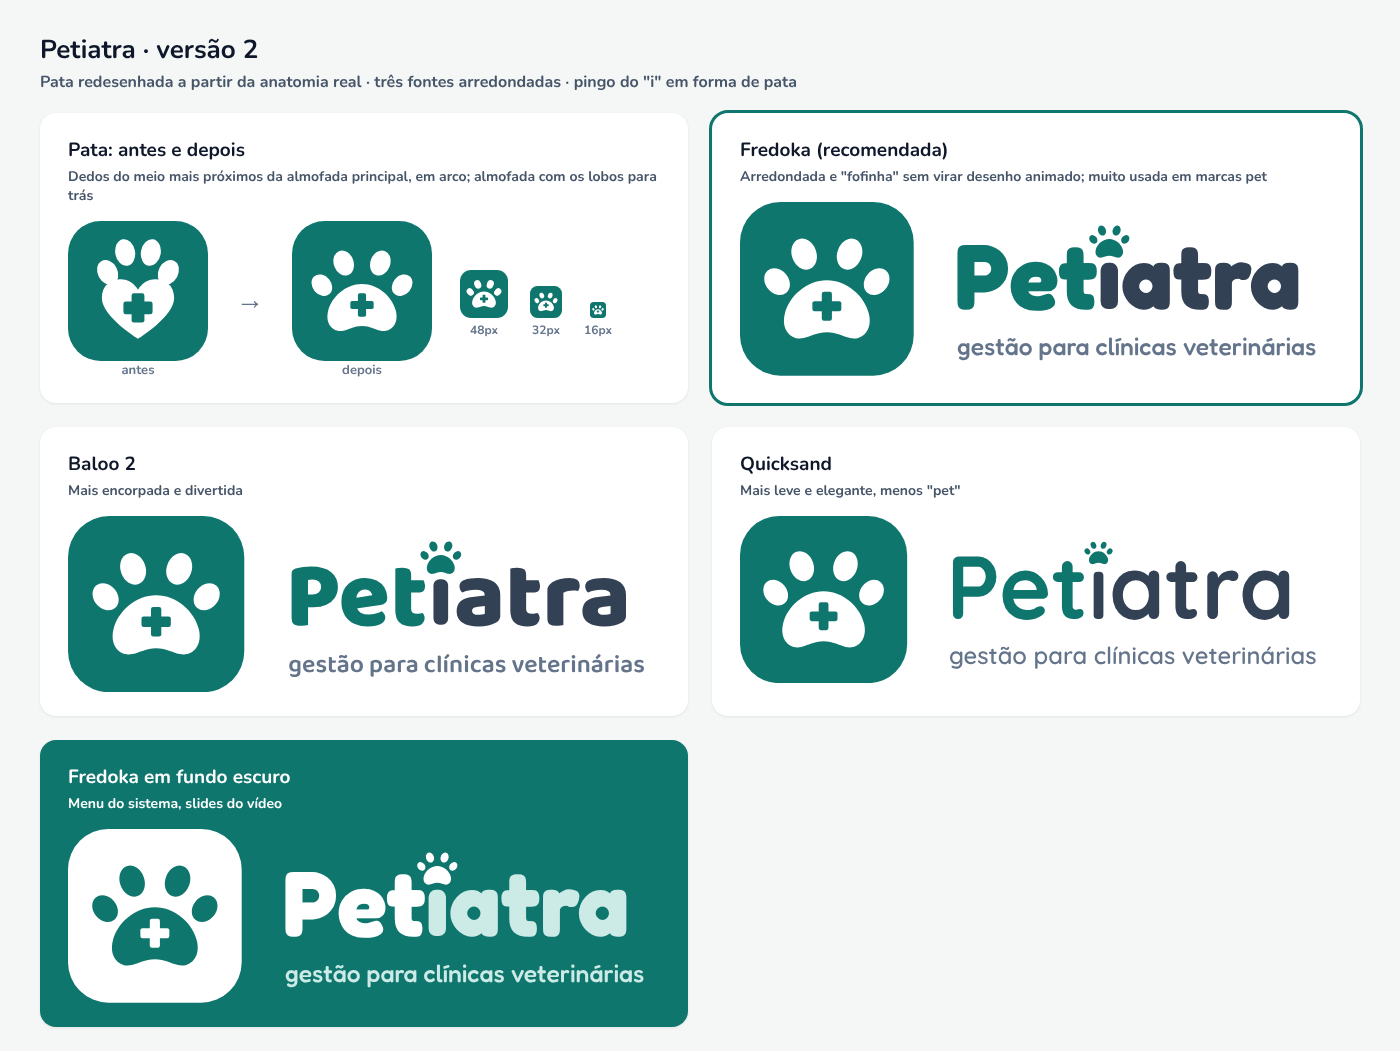 Petiatra · versão 2
Pata redesenhada a partir da anatomia real · três fontes arredondadas · pingo do "i" em forma de pata
Pata: antes e depois
Dedos do meio mais próximos da almofada principal, em arco; almofada com os lobos para
trás
→
48px
32px
16px
antes
depois
Fredoka (recomendada)
Arredondada e "fofinha" sem virar desenho animado; muito usada em marcas pet
Petiatra
gestão para clínicas veterinárias
Baloo 2
Mais encorpada e divertida
Petiatra
gestão para clínicas veterinárias
Quicksand
Mais leve e elegante, menos "pet"
Petiatra
gestão para clínicas veterinárias
Fredoka em fundo escuro
Menu do sistema, slides do vídeo
Petiatra
gestão para clínicas veterinárias